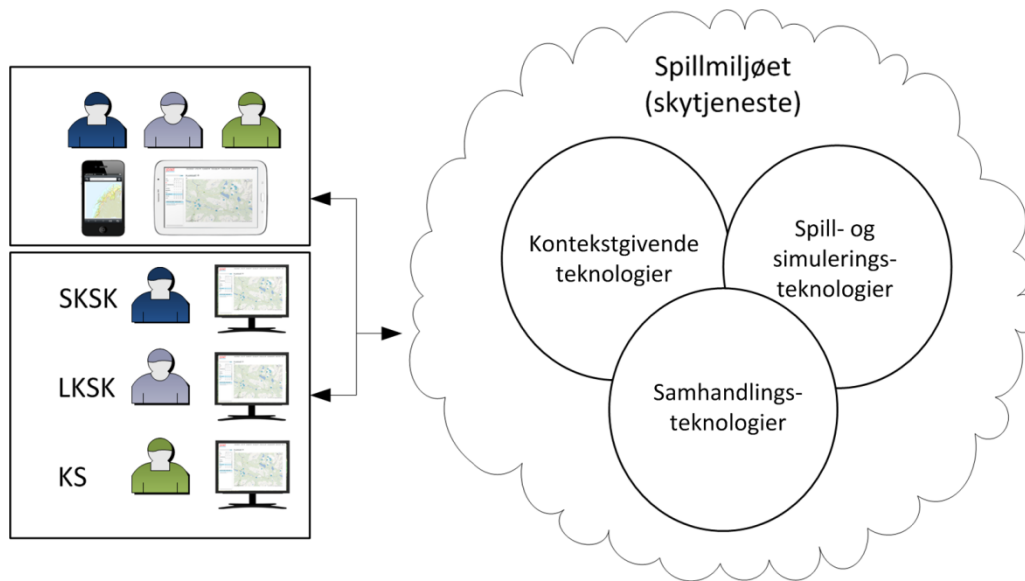 Spillmiljøet
(skytjeneste)
Kontekstgivende
teknologier
Spill- og
simulerings-
teknologier
Samhandlings-
teknologier
SKSK
LKSK
KS